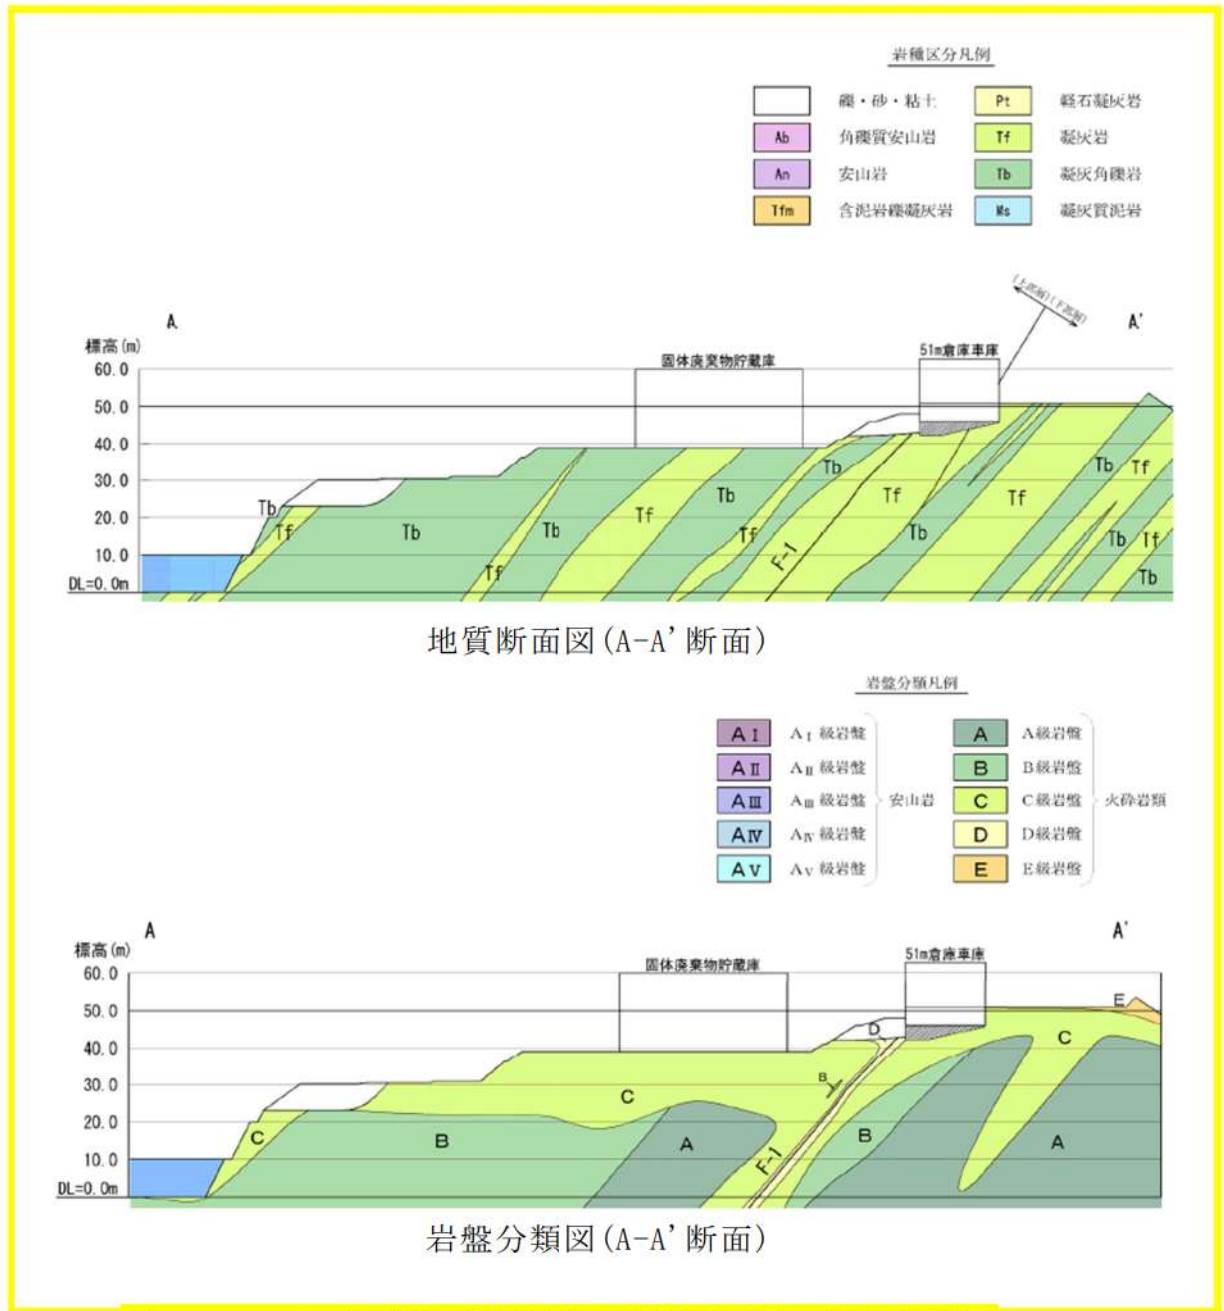 岩種区分凡例
礫・砂・粘土 Pt 軽石凝灰岩
Ab 角礫質安山岩 Tf 凝灰岩
An 安山岩 Tb 凝灰角礫岩
Tfm 含泥岩礫凝灰岩 Ms 凝灰質泥岩
(上部層)(下部層)
A A'
標高(m) 固体廃棄物貯蔵庫 51m倉庫車庫
60.0
50.0
40.0
30.0
20.0
10.0
DL=0.0m
Tb Tf Tb Tf Tb Tf Tb Tf Tb F-1 Tf Tb Tf Tb Tf Tb Tf Tb
地質断面図(A-A'断面)
岩盤分類凡例
AⅠ AⅠ級岩盤 A A級岩盤
AⅡ AⅡ級岩盤 B B級岩盤
AⅢ AⅢ級岩盤 安山岩 C C級岩盤 火砕岩類
AⅣ AⅣ級岩盤 D D級岩盤
AⅤ AⅤ級岩盤 E E級岩盤
A A'
標高(m) 固体廃棄物貯蔵庫 51m倉庫車庫
60.0
50.0
40.0
30.0
20.0
10.0
DL=0.0m
C B C A F-1 B D B C A E
岩盤分類図(A-A'断面)